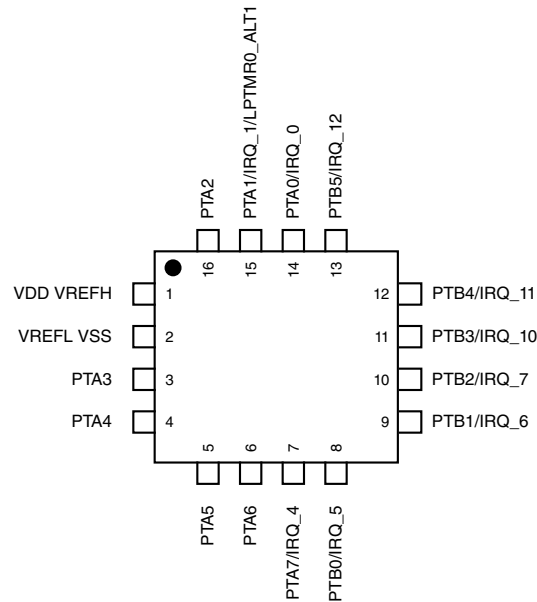 PTA2
PTA1/IRQ_1/LPTMR0_ALT1
PTA0/IRQ_0
PTB5/IRQ_12
16
15
14
13
VDD VREFH
1
12
PTB4/IRQ_11
VREFL VSS
2
11
PTB3/IRQ_10
PTA3
3
10
PTB2/IRQ_7
PTA4
4
9
PTB1/IRQ_6
5
6
7
8
PTA5
PTA6
PTA7/IRQ_4
PTB0/IRQ_5